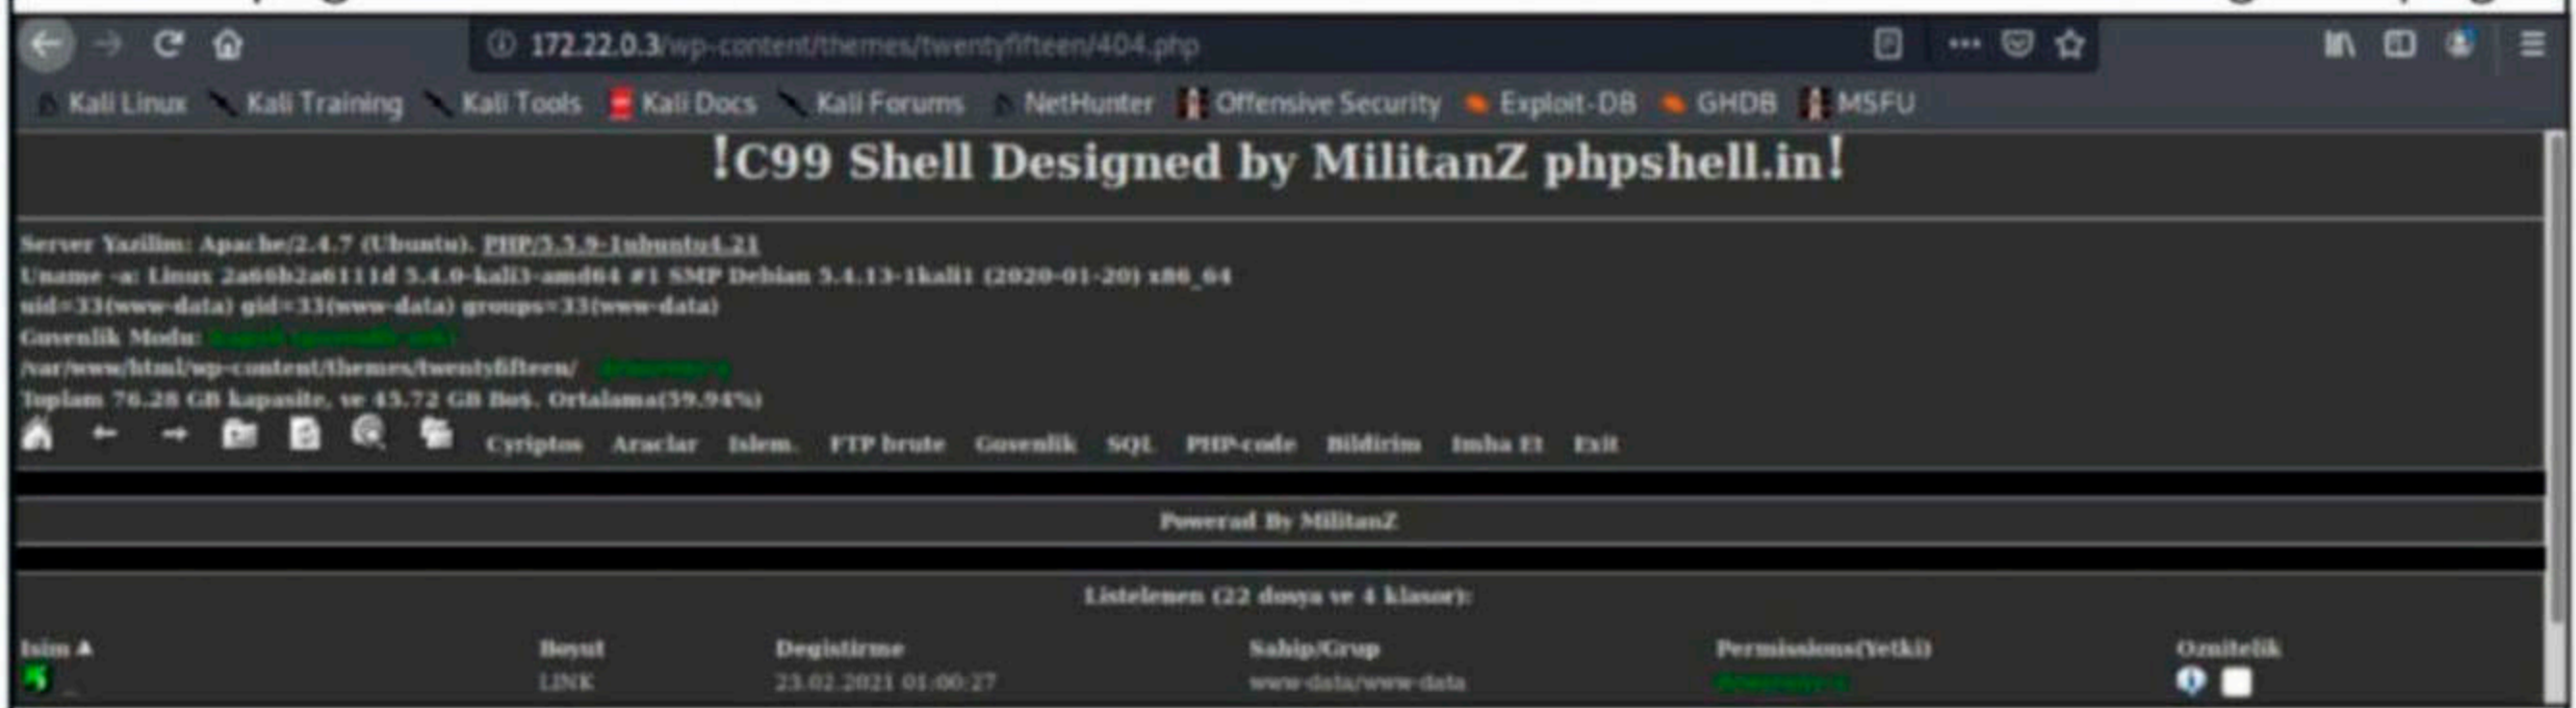 172.22.0.3/wp-content/themes/twentyfifteen/404.php
Kali Linux Kali Training Kali Tools Kali Docs Kali Forums NetHunter Offensive Security Exploit-DB GHDB MSFU
!C99 Shell Designed by MilitanZ phpshell.in!
Server Yazilim: Apache/2.4.7 (Ubuntu). PHP/5.5.9-1ubuntu4.21
Uname -a: Linux 2a66b2a6111d 5.4.0-kali3-amd64 #1 SMP Debian 5.4.13-1kali1 (2020-01-20) x86_64
uid=33(www-data) gid=33(www-data) groups=33(www-data)
Guvenlik Modu:
/var/www/html/wp-content/themes/twentyfifteen/
Toplam 76.28 GB kapasite, ve 45.72 GB Boş. Ortalama(59.94%)
Cyriptos Araclar Islem. FTP brute Guvenlik SQL PHP-code Bildirim Imha Et Exit
Powerad By MilitanZ
Listelenen (22 dosya ve 4 klasor):
Isim Boyut Degistirme Sahip/Grup Permissions(Yetki) Oznitelik
LINK 23.02.2021 01:00:27 www-data/www-data